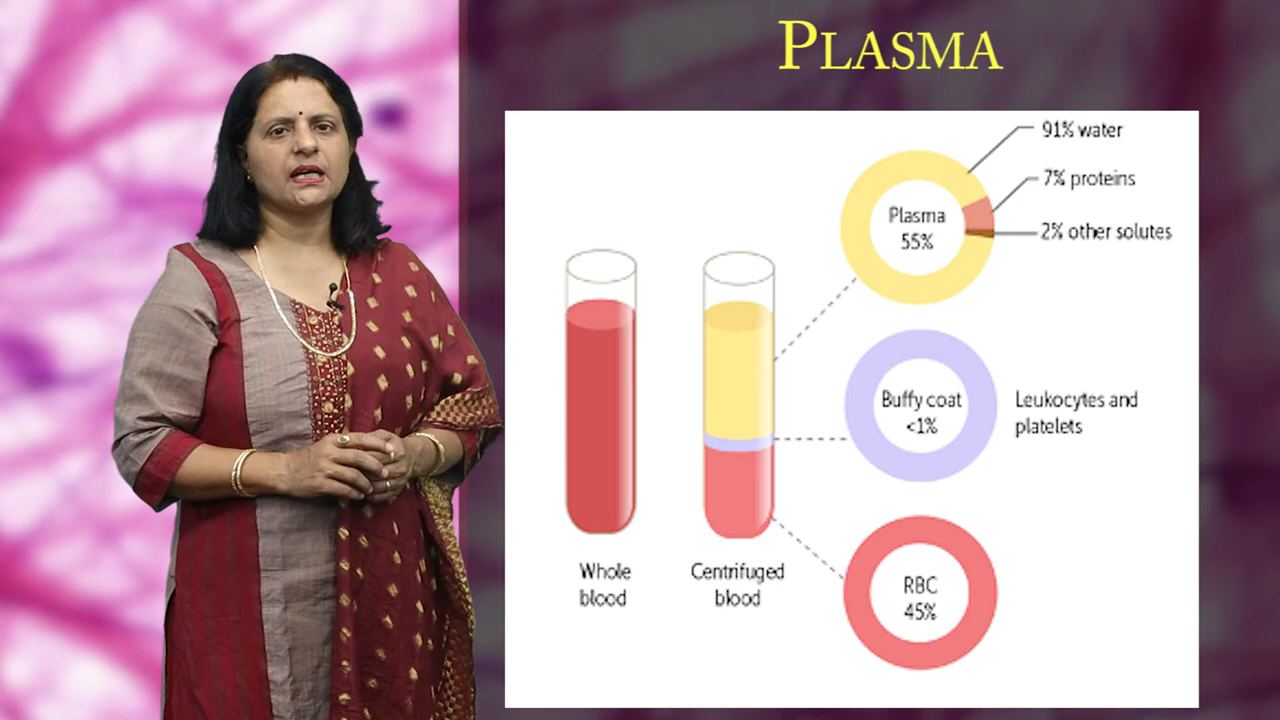 PLASMA
91% water
7% proteins
2% other solutes
Plasma
55%
Buffy coat
<1%
Leukocytes and
platelets
RBC
45%
Whole
blood
Centrifuged
blood